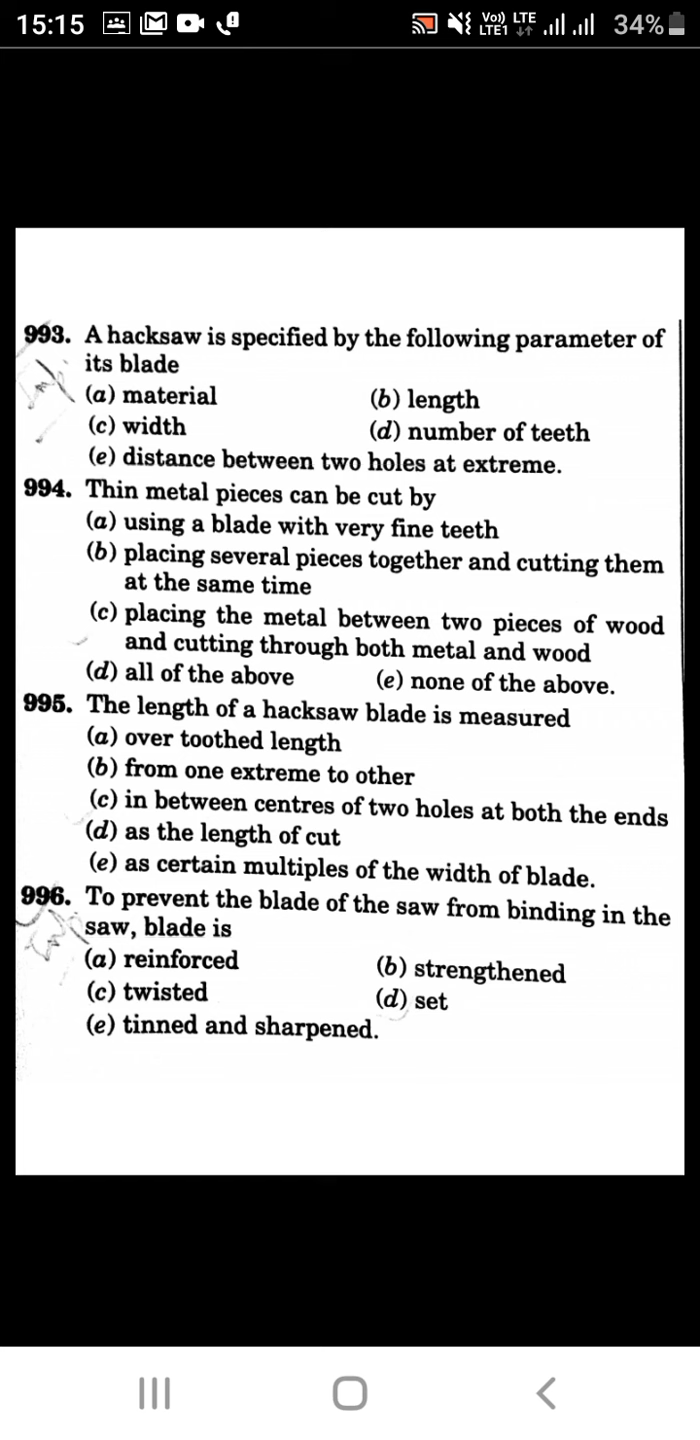 15:15
Vo)) LTE
LTE1
34%
993. A hacksaw is specified by the following parameter of
its blade
(a) material (b) length
(c) width (d) number of teeth
(e) distance between two holes at extreme.
994. Thin metal pieces can be cut by
(a) using a blade with very fine teeth
(b) placing several pieces together and cutting them
at the same time
(c) placing the metal between two pieces of wood
and cutting through both metal and wood
(d) all of the above (e) none of the above.
995. The length of a hacksaw blade is measured
(a) over toothed length
(b) from one extreme to other
(c) in between centres of two holes at both the ends
(d) as the length of cut
(e) as certain multiples of the width of blade.
996. To prevent the blade of the saw from binding in the
saw, blade is
(a) reinforced (b) strengthened
(c) twisted (d) set
(e) tinned and sharpened.